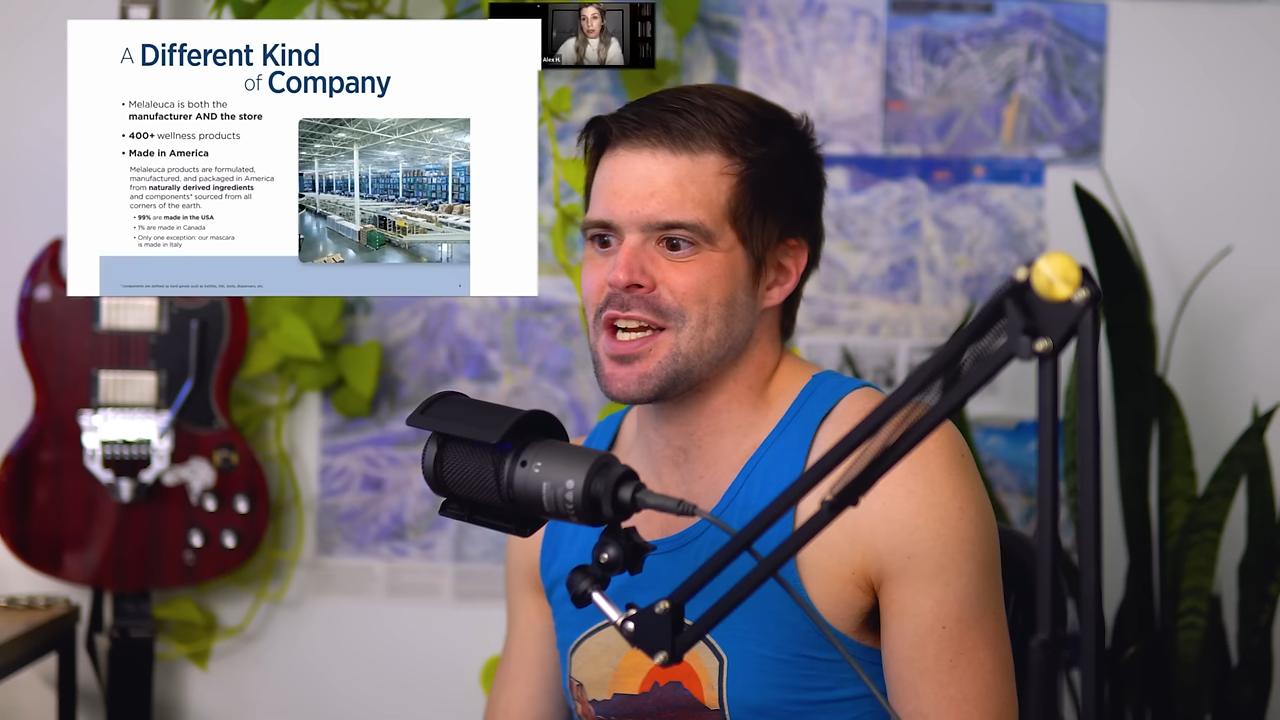 A Different Kind
of Company
• Melaleuca is both the
manufacturer AND the store
• 400+ wellness products
• Made in America
Melaleuca products are formulated,
manufactured, and packaged in America
from naturally derived ingredients
and components* sourced from all
corners of the earth.
• 99% are made in the USA
• 1% are made in Canada
• Only one exception: our mascara
is made in Italy
Alex H.